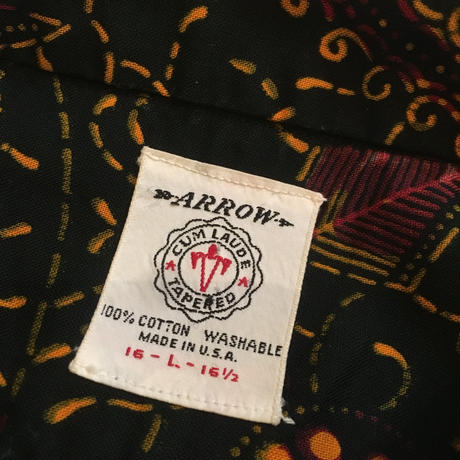 ARROW
CUM LAUDE
TAPERED
100% COTTON WASHABLE
MADE IN U.S.A.
16 - L - 16½